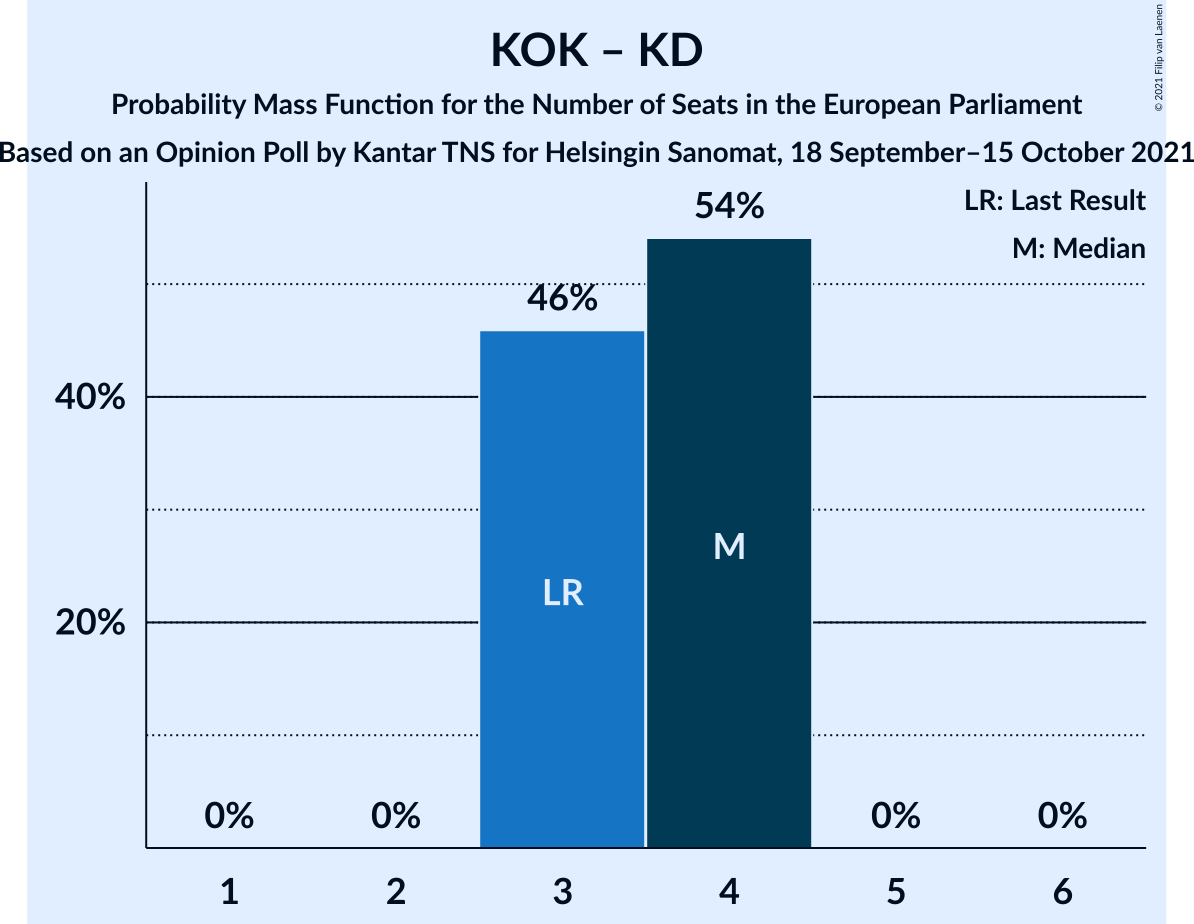 KOK – KD
Probability Mass Function for the Number of Seats in the European Parliament
Based on an Opinion Poll by Kantar TNS for Helsingin Sanomat, 18 September–15 October 2021
© 2021 Filip van Laenen
LR: Last Result
M: Median
54%
46%
40%
M
LR
20%
0%
0%
0%
0%
1 2 3 4 5 6